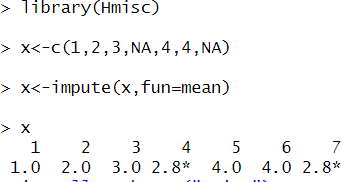 > library(Hmisc)
> x<-c(1,2,3,NA,4,4,NA)
> x<-impute(x,fun=mean)
> x
1 2 3 4 5 6 7
1.0 2.0 3.0 2.8* 4.0 4.0 2.8*